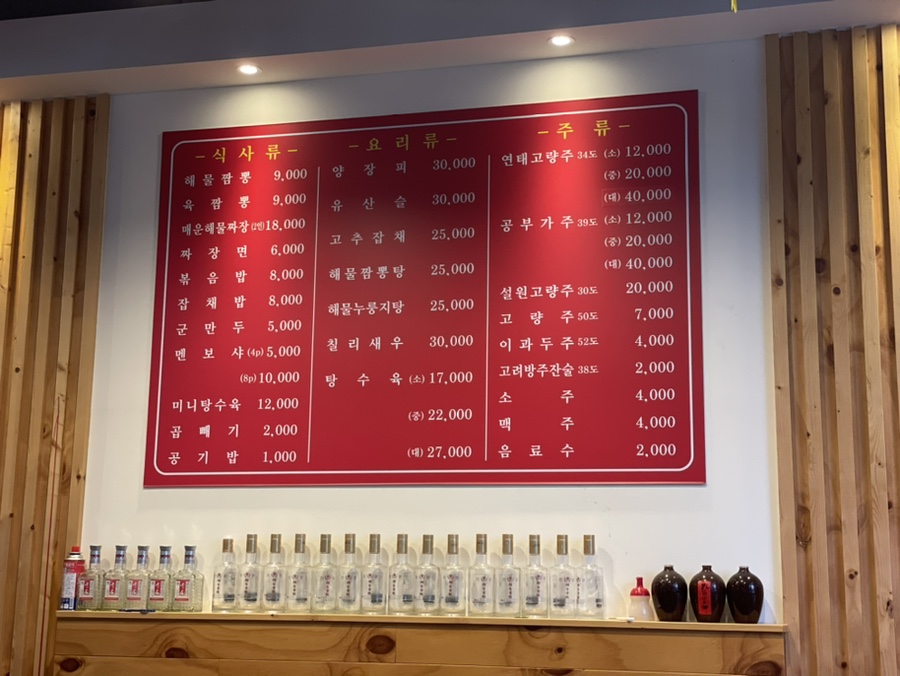 - 식 사 류 -
해 물 짬 뽕 9,000
육 짬 뽕 9,000
매운해물짜장(2인) 18,000
짜 장 면 6,000
볶 음 밥 8,000
잡 채 밥 8,000
군 만 두 5,000
멘 보 샤 (4p) 5,000
(8p) 10,000
미니탕수육 12,000
곱 빼 기 2,000
공 기 밥 1,000
- 요 리 류 -
양 장 피 30,000
유 산 슬 30,000
고 추 잡 채 25,000
해물짬뽕탕 25,000
해물누룽지탕 25,000
칠 리 새 우 30,000
탕 수 육 (소) 17,000
(중) 22,000
(대) 27,000
- 주 류 -
연태고량주 34도 (소) 12,000
(중) 20,000
(대) 40,000
공 부 가 주 39도 (소) 12,000
(중) 20,000
(대) 40,000
설원고량주 30도 20,000
고 량 주 50도 7,000
이 과 두 주 52도 4,000
고려방주잔술 38도 2,000
소 주 4,000
맥 주 4,000
음 료 수 2,000